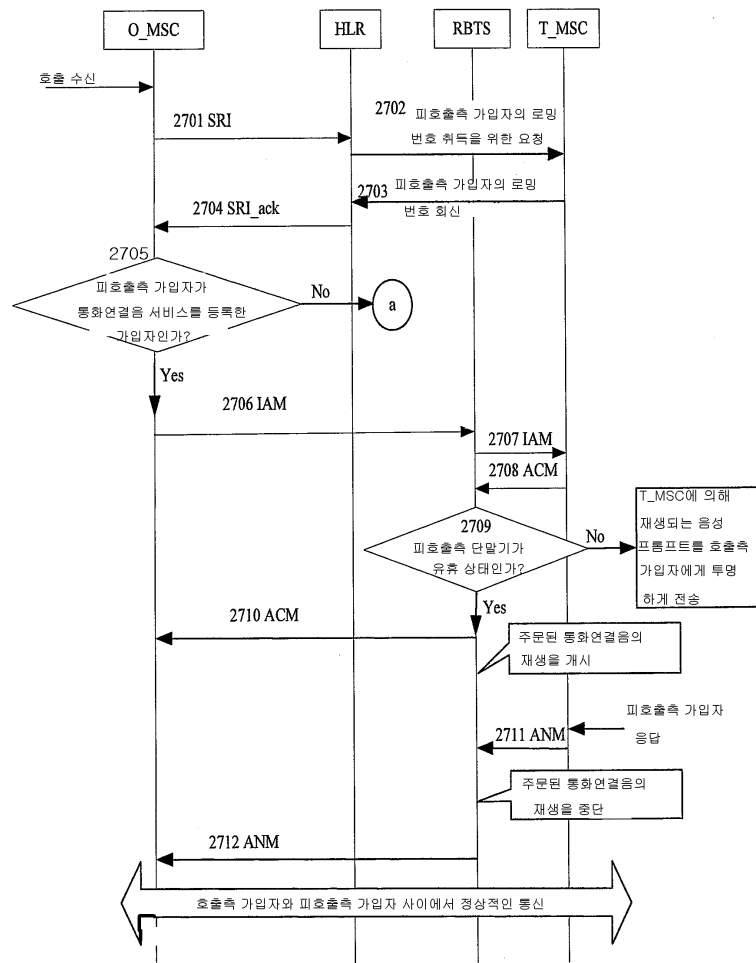 O_MSC
HLR
RBTS
T_MSC
호출 수신
2701 SRI
2702 피호출측 가입자의 로밍
번호 취득을 위한 요청
2703 피호출측 가입자의 로밍
번호 회신
2704 SRI_ack
2705
피호출측 가입자가
통화연결음 서비스를 등록한
가입자인가?
No
a
Yes
2706 IAM
2707 IAM
2708 ACM
2709
피호출측 단말기가
유휴 상태인가?
No
T_MSC에 의해
재생되는 음성
프롬프트를 호출측
가입자에게 투명
하게 전송
Yes
2710 ACM
주문된 통화연결음의
재생을 개시
피호출측 가입자
응답
2711 ANM
주문된 통화연결음의
재생을 중단
2712 ANM
호출측 가입자와 피호출측 가입자 사이에서 정상적인 통신